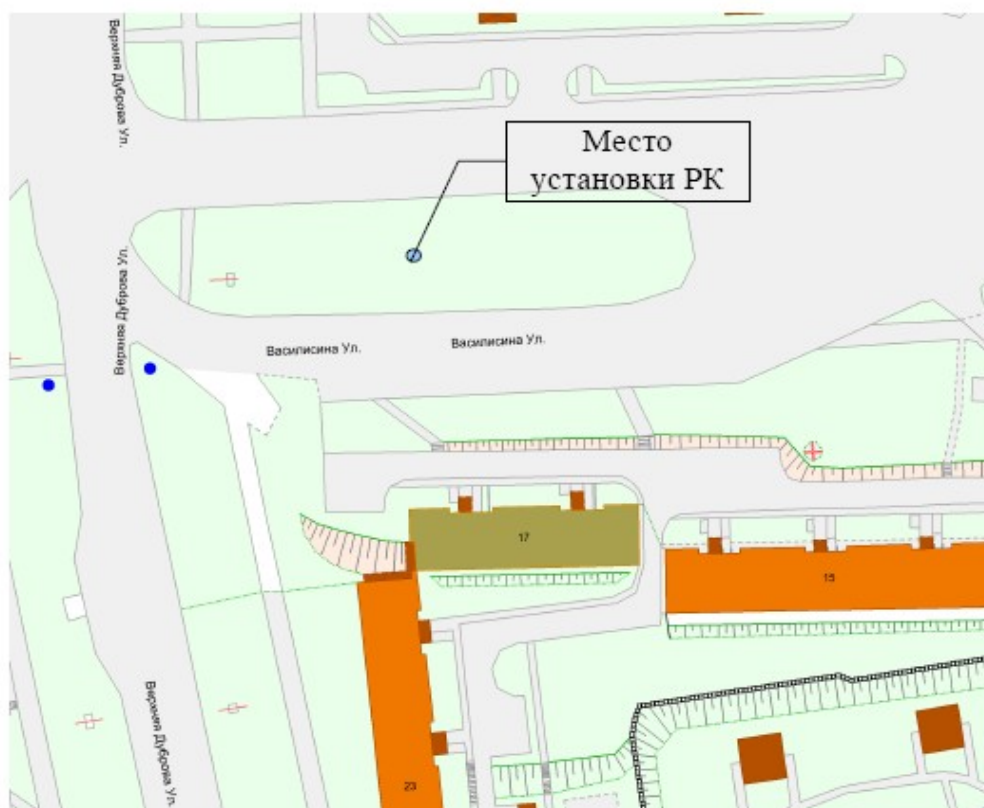 Верхняя Дуброва Ул.
Место
установки РК
Верхняя Дуброва Ул.
Василисина Ул.
Василисина Ул.
17
15
Верхняя Дуброва Ул.
23